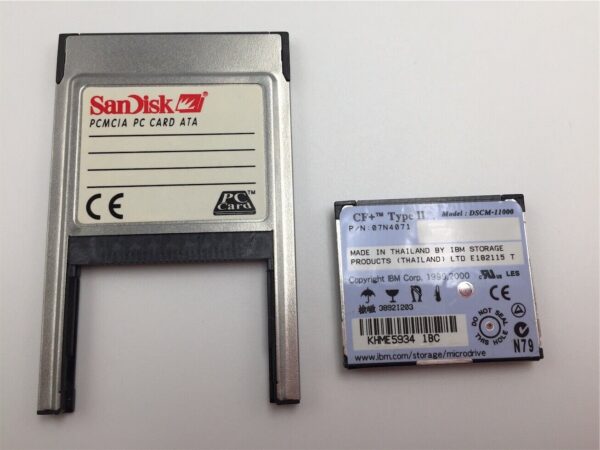 SanDisk
PCMCIA PC CARD ATA
CE
PC Card™
CF+™ Type II Model : DSCM-11000
P/N:07N4071
MADE IN THAILAND BY IBM STORAGE
PRODUCTS (THAILAND) LTD E182115 T
Copyright IBM Corp. 1999,2000 LES
38921203
CE
KHME5934 1BC
DO NOT SEAL THIS HOLE
N79
www.ibm.com/storage/microdrive